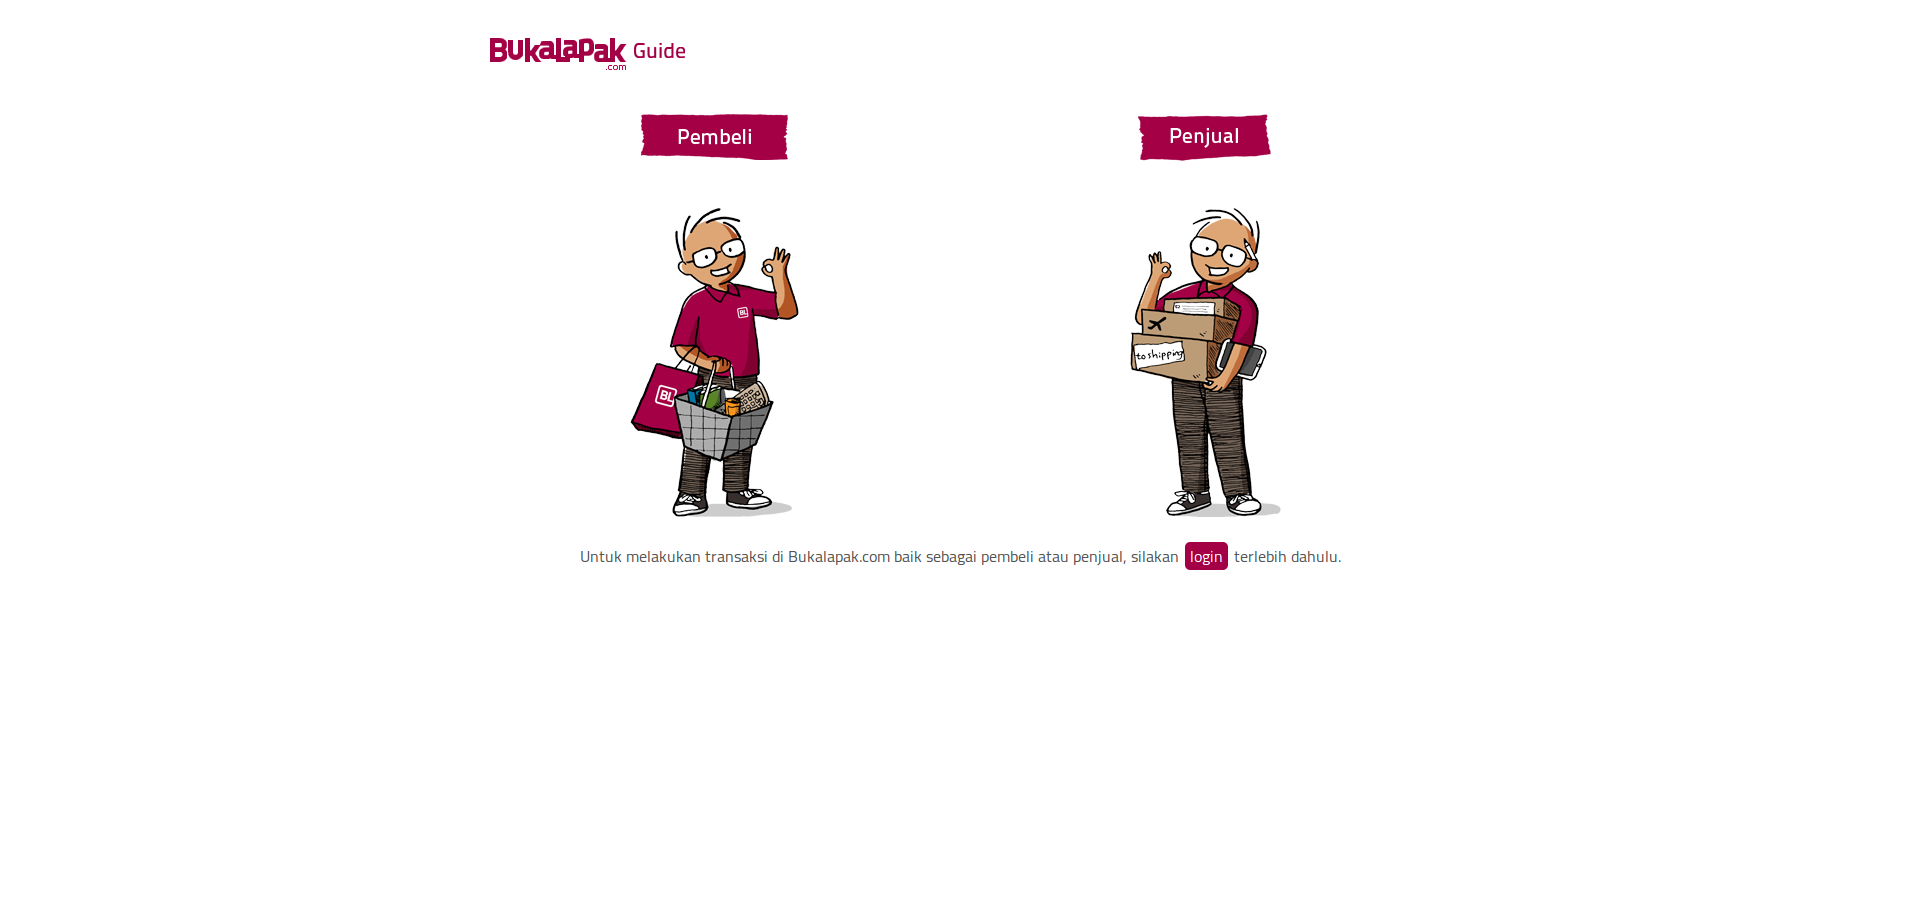 Bukalapak Guide
.com
Pembeli
Penjual
BL
BL
to shipping
Untuk melakukan transaksi di Bukalapak.com baik sebagai pembeli atau penjual, silakan login terlebih dahulu.